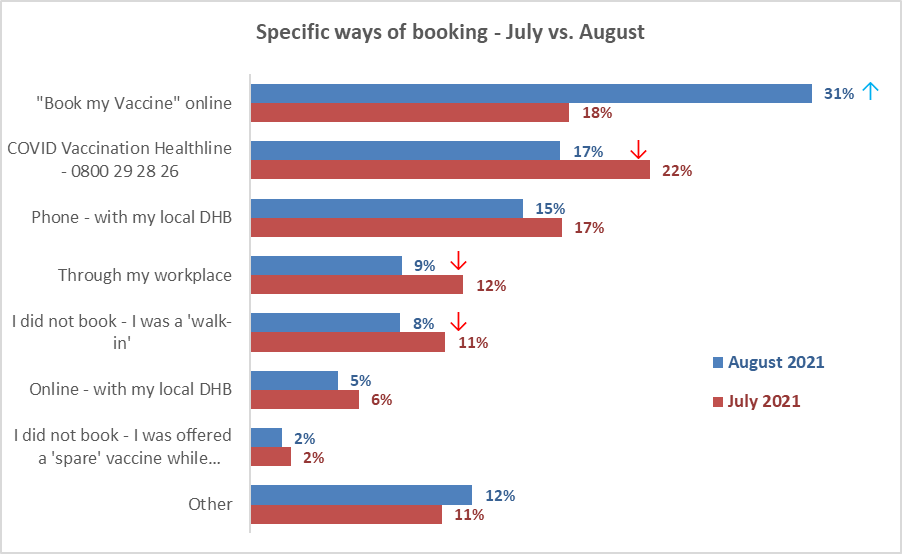 Specific ways of booking - July vs. August
"Book my Vaccine" online
31%
18%
COVID Vaccination Healthline
- 0800 29 28 26
17%
22%
Phone - with my local DHB
15%
17%
Through my workplace
9%
12%
I did not book - I was a 'walk-
in'
8%
11%
Online - with my local DHB
5%
6%
I did not book - I was offered
a 'spare' vaccine while...
2%
2%
Other
12%
11%
August 2021
July 2021